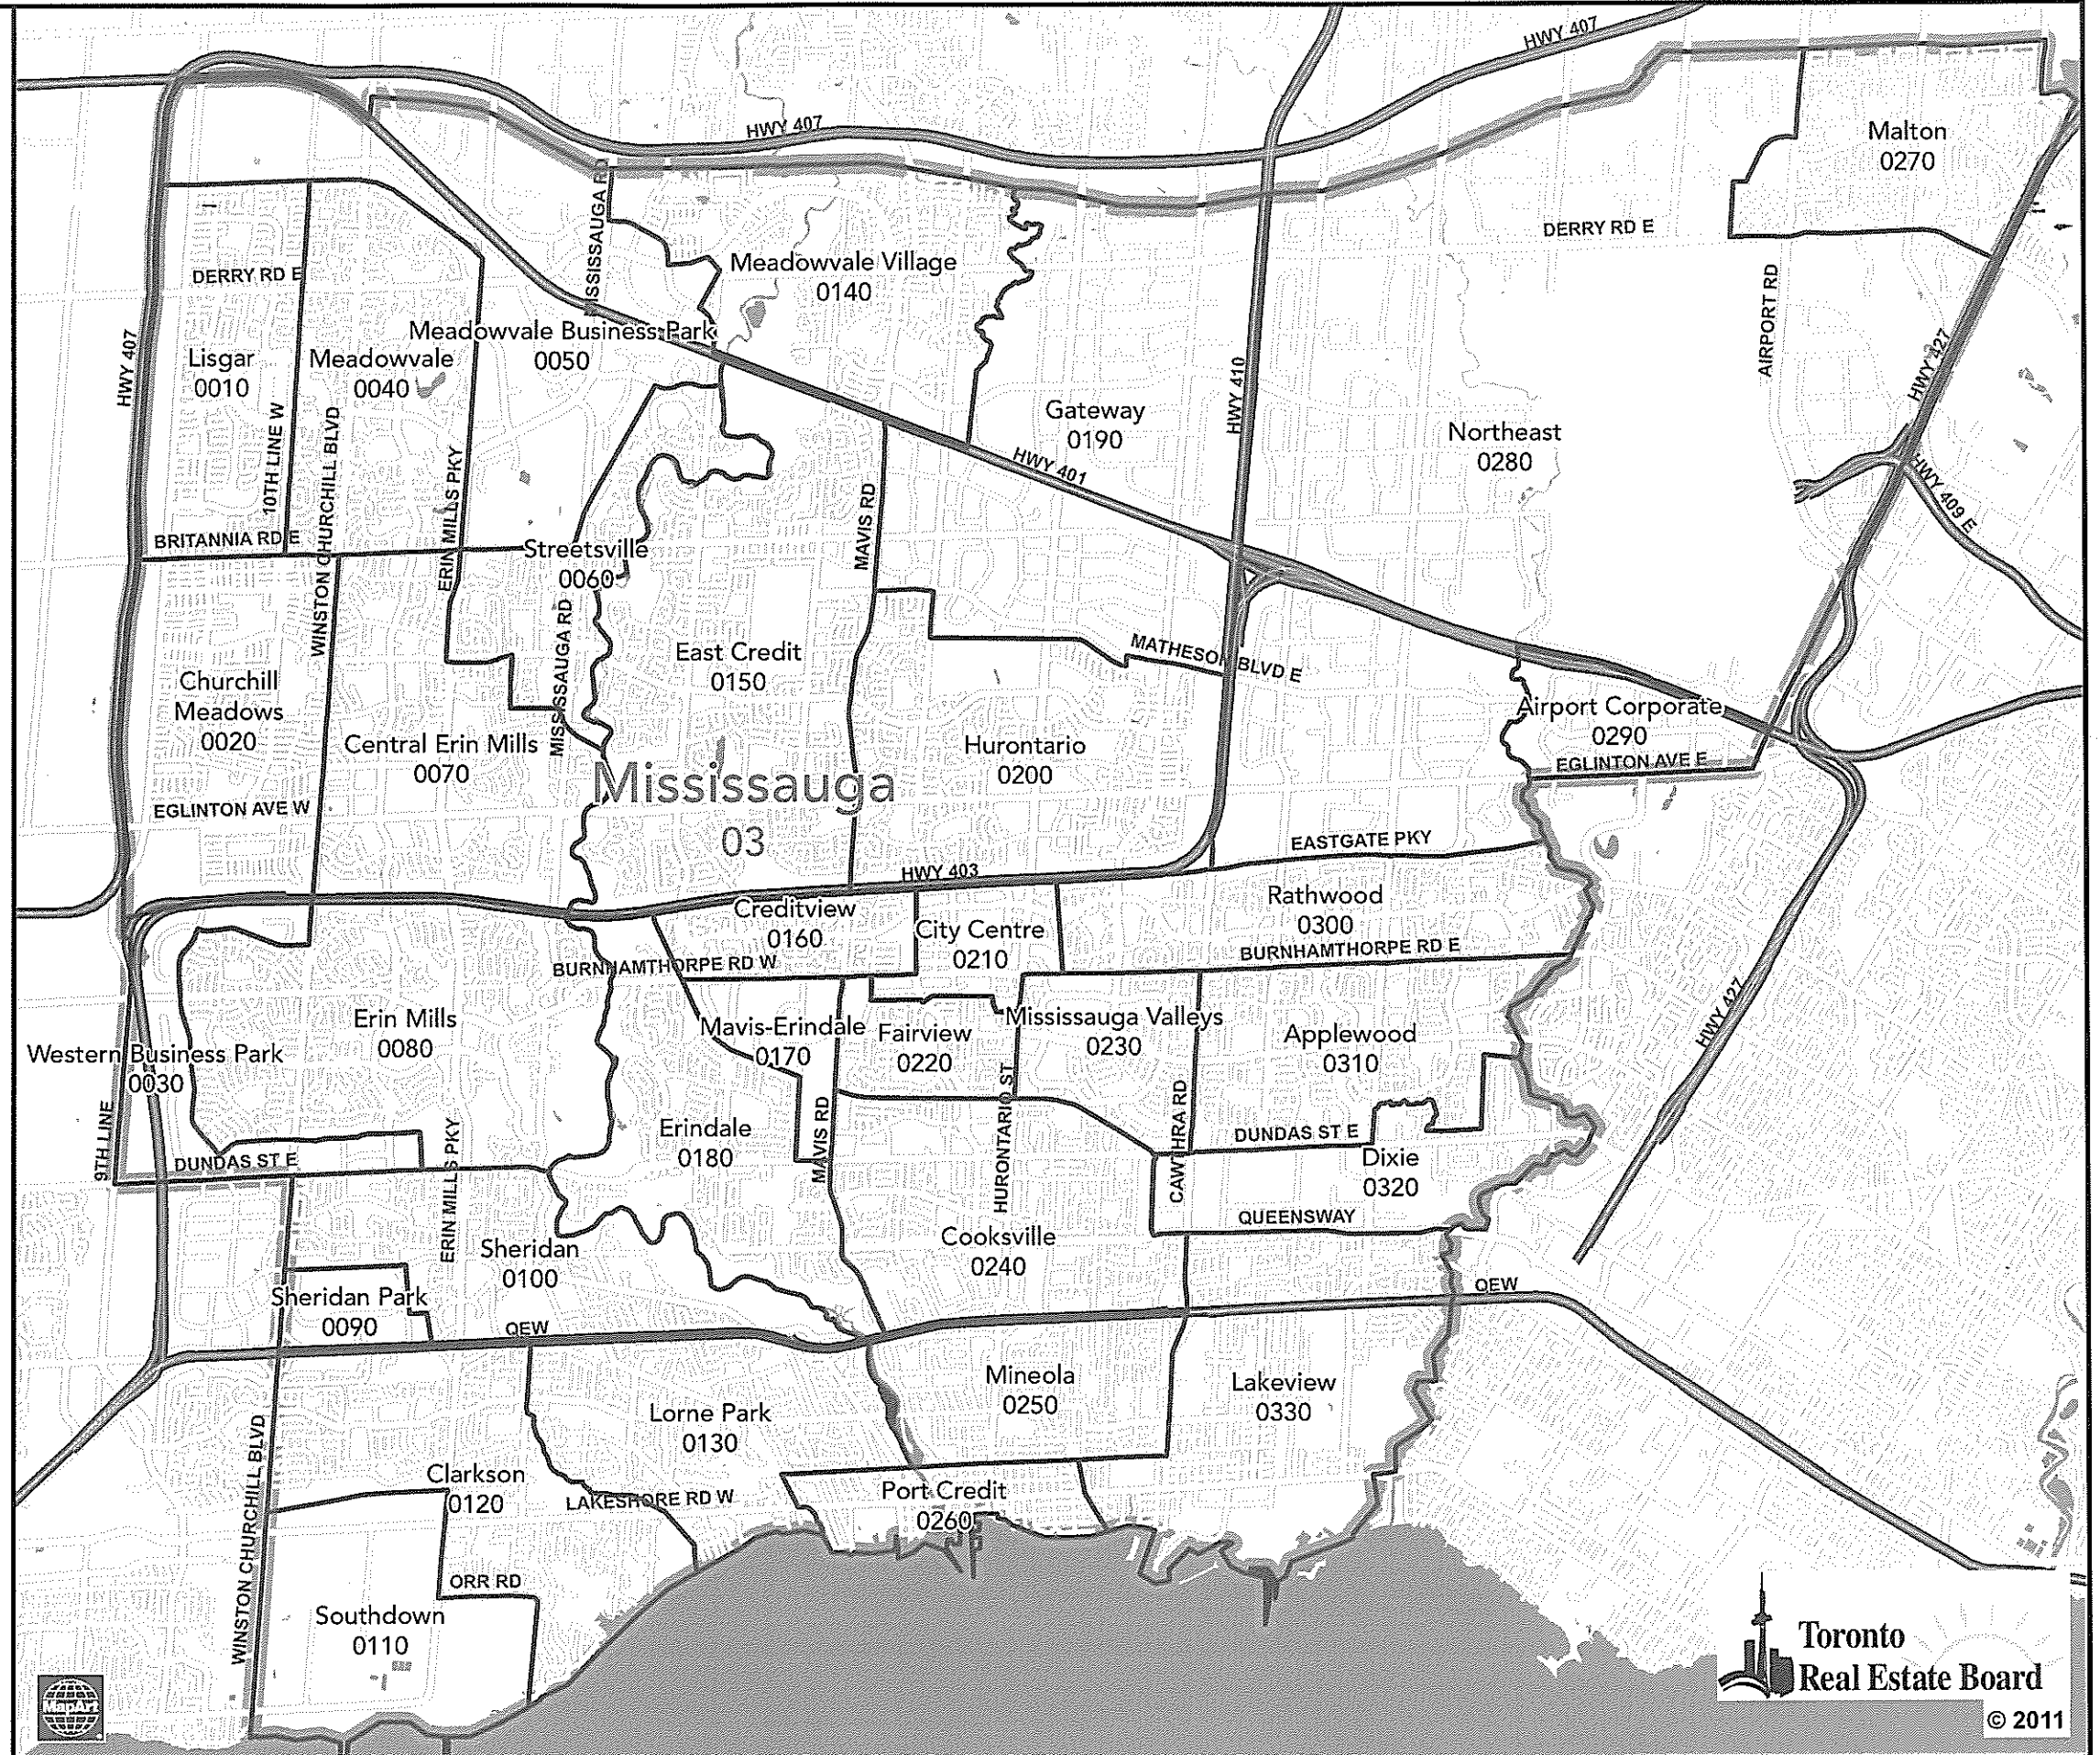 HWY 407
HWY 407
Malton
0270
MISSISSAUGA RD
DERRY RD E
Meadowvale Village
0140
DERRY RD E
AIRPORT RD
HWY 407
Meadowvale Business Park
0050
Lisgar
0010
Meadowvale
0040
HWY 410
HWY 427
Gateway
0190
Northeast
0280
10TH LINE W
WINSTON CHURCHILL BLVD
ERIN MILLS PKY
HWY 401
MAVIS RD
HWY 409 E
BRITANNIA RD E
Streetsville
0060
MISSISSAUGA RD
East Credit
0150
MATHESON BLVD E
Churchill
Meadows
0020
Central Erin Mills
0070
Hurontario
0200
Airport Corporate
0290
EGLINTON AVE E
Mississauga
03
EGLINTON AVE W
EASTGATE PKY
HWY 403
Creditview
0160
City Centre
0210
Rathwood
0300
BURNHAMTHORPE RD W
BURNHAMTHORPE RD E
Erin Mills
0080
Western Business Park
0030
Mavis-Erindale
0170
Fairview
0220
Mississauga Valleys
0230
Applewood
0310
HWY 427
9TH LINE
ERIN MILLS PKY
Erindale
0180
MAVIS RD
HURONTARIO ST
CAWTHRA RD
DUNDAS ST E
DUNDAS ST E
Dixie
0320
QUEENSWAY
Sheridan
0100
Cooksville
0240
Sheridan Park
0090
QEW
QEW
Mineola
0250
Lakeview
0330
Lorne Park
0130
WINSTON CHURCHILL BLVD
Clarkson
0120
LAKESHORE RD W
Port Credit
0260
ORR RD
Southdown
0110
MapArt
Toronto
Real Estate Board
© 2011